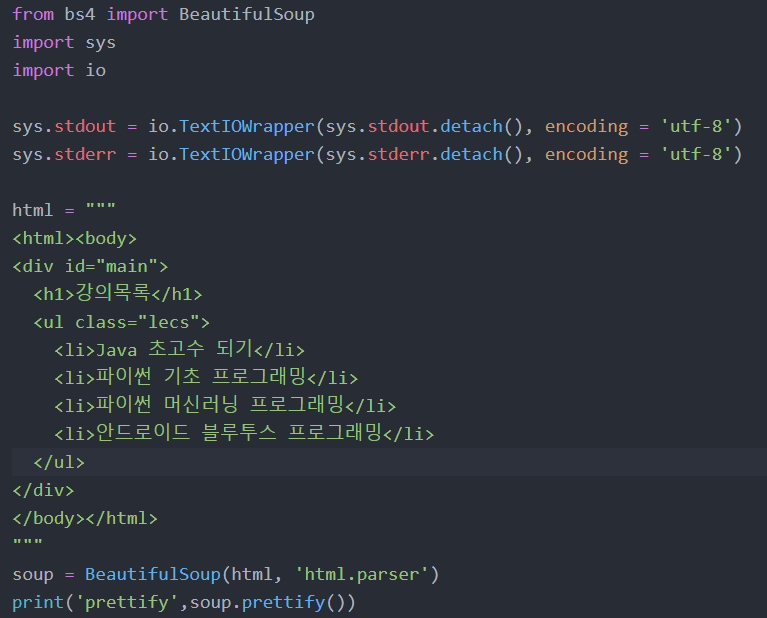 from bs4 import BeautifulSoup
import sys
import io

sys.stdout = io.TextIOWrapper(sys.stdout.detach(), encoding = 'utf-8')
sys.stderr = io.TextIOWrapper(sys.stderr.detach(), encoding = 'utf-8')

html = """
<html><body>
<div id="main">
  <h1>강의목록</h1>
  <ul class="lecs">
    <li>Java 초고수 되기</li>
    <li>파이썬 기초 프로그래밍</li>
    <li>파이썬 머신러닝 프로그래밍</li>
    <li>안드로이드 블루투스 프로그래밍</li>
  </ul>
</div>
</body></html>
"""
soup = BeautifulSoup(html, 'html.parser')
print('prettify',soup.prettify())